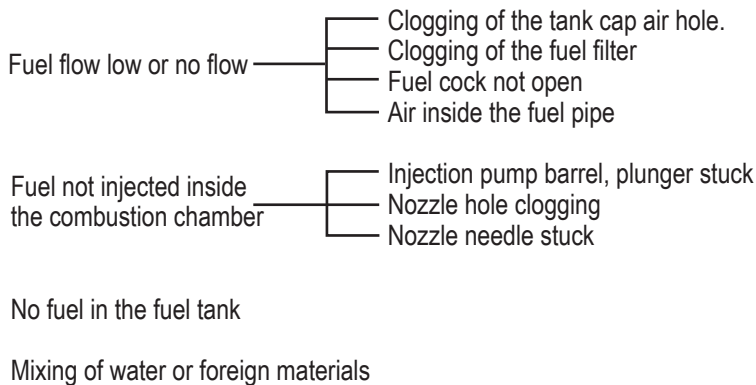 Fuel flow low or no flow
Clogging of the tank cap air hole.
Clogging of the fuel filter
Fuel cock not open
Air inside the fuel pipe
Fuel not injected inside
the combustion chamber
Injection pump barrel, plunger stuck
Nozzle hole clogging
Nozzle needle stuck
No fuel in the fuel tank
Mixing of water or foreign materials